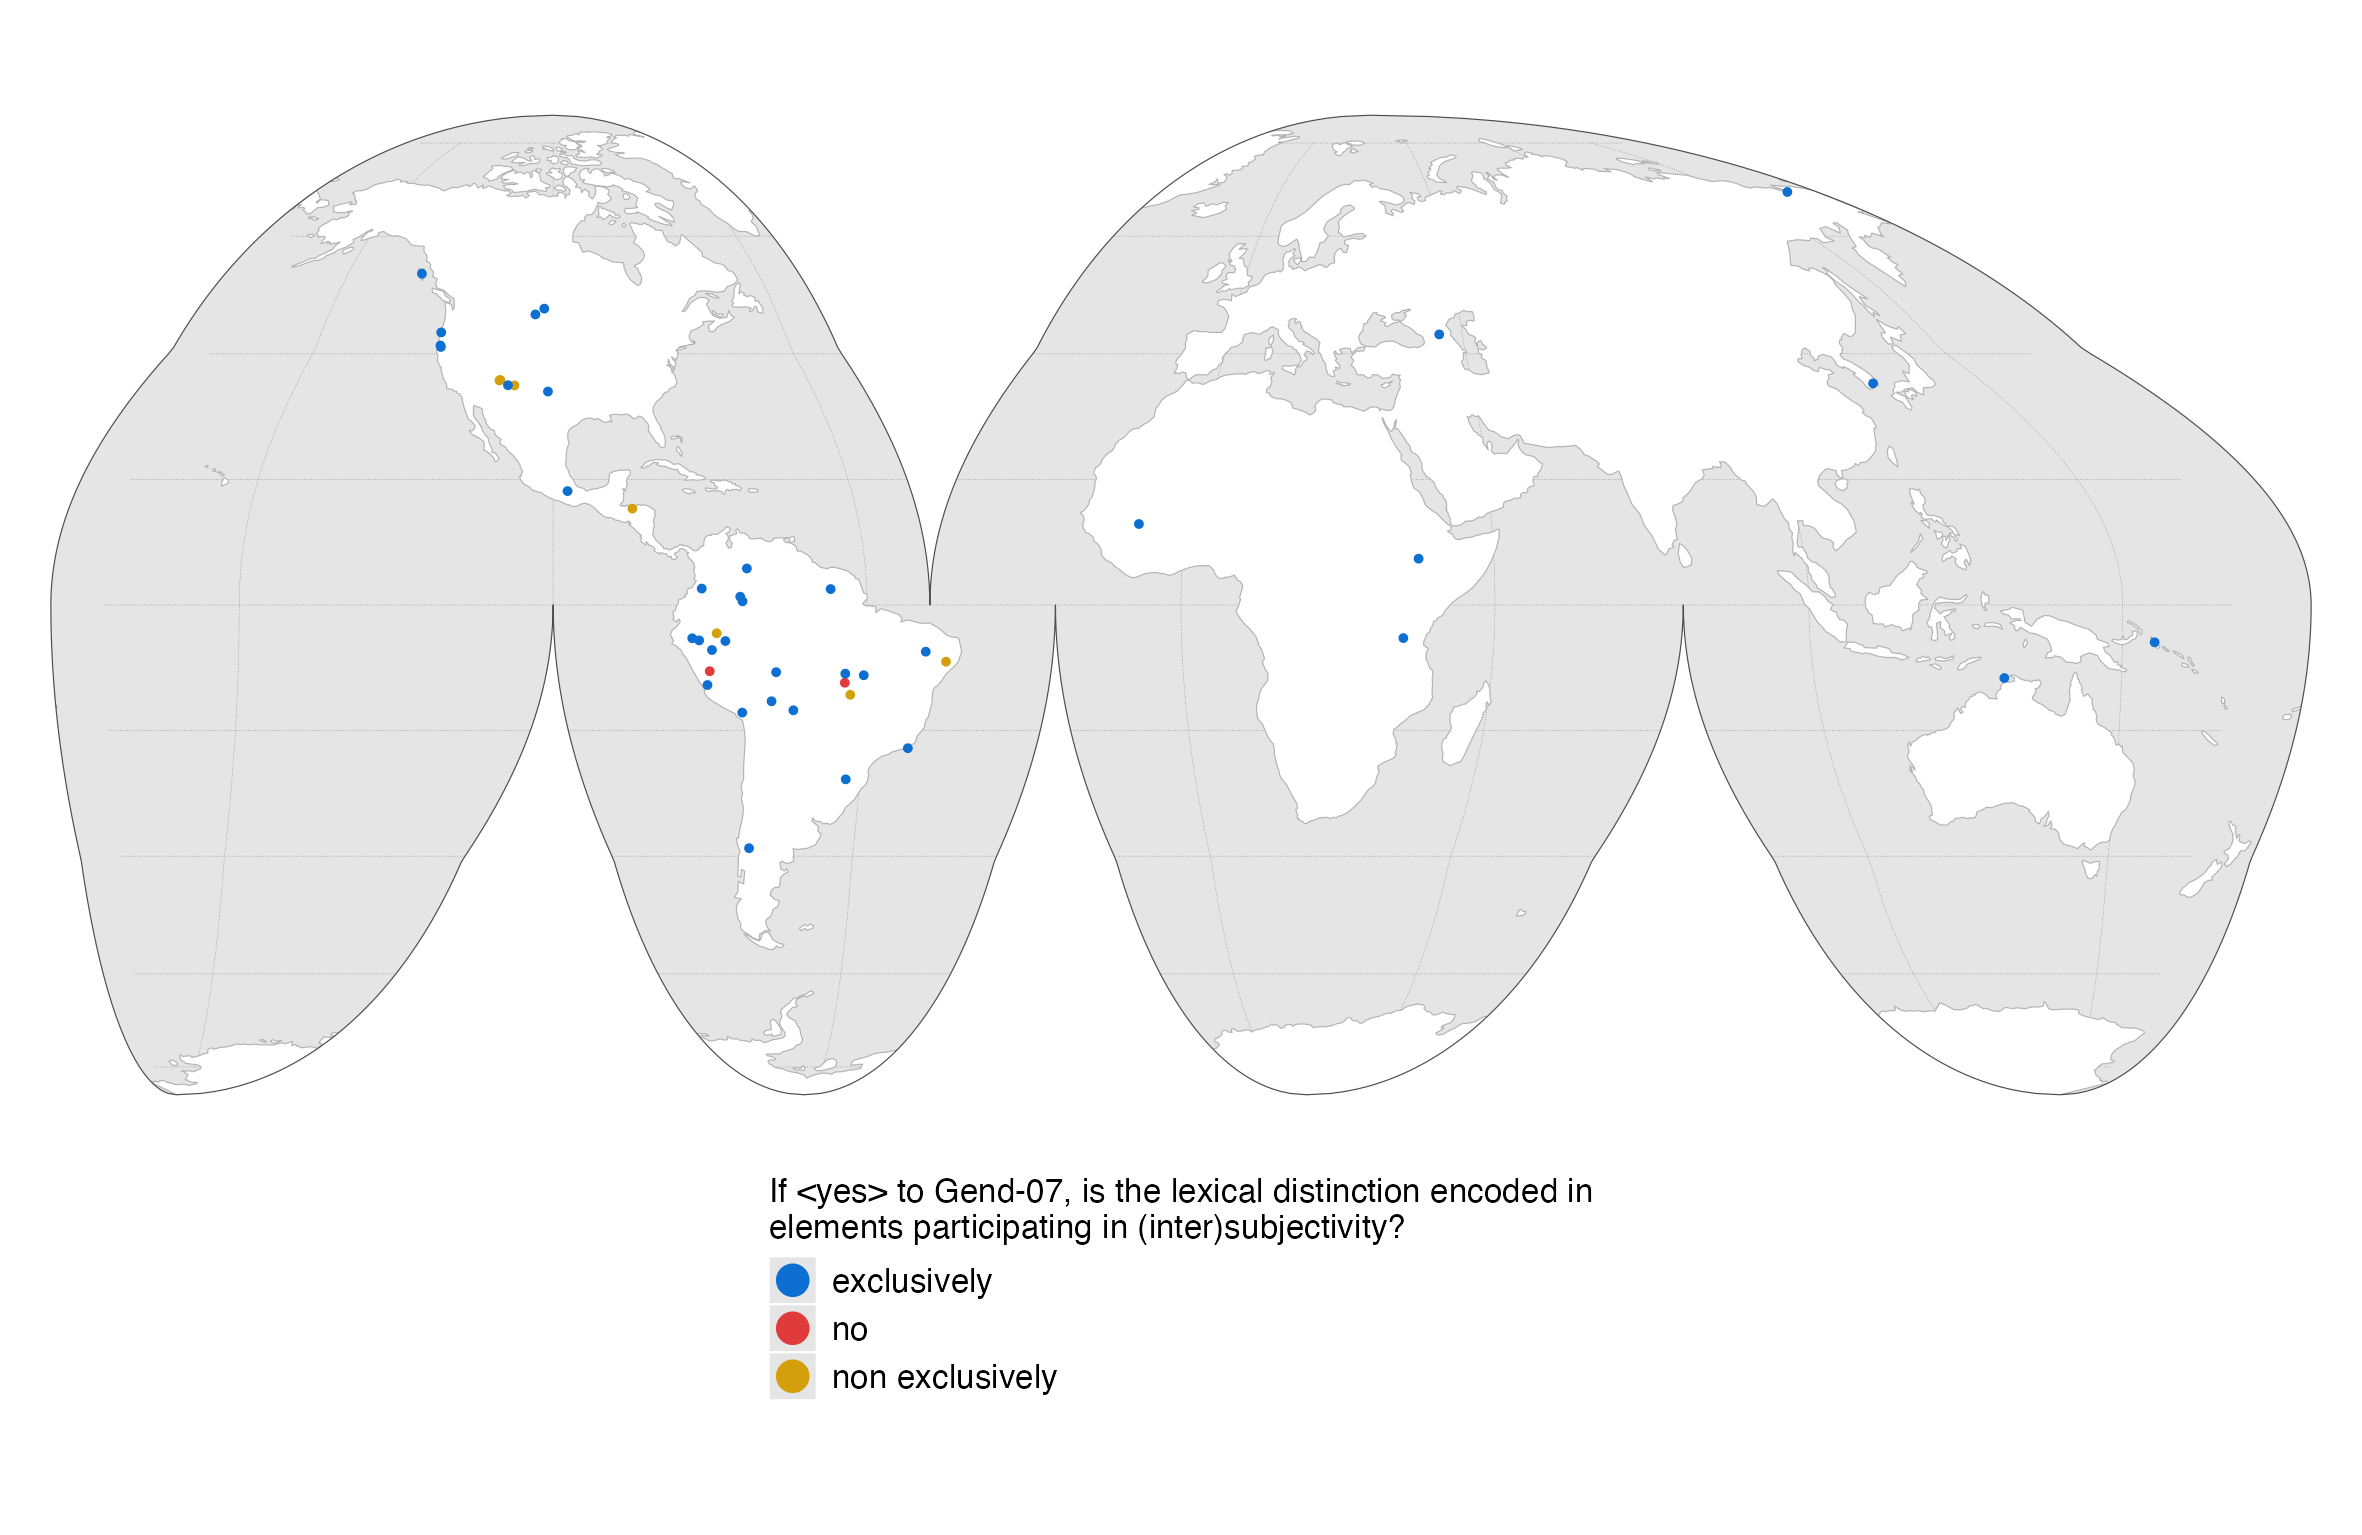 If <yes> to Gend-07, is the lexical distinction encoded in
elements participating in (inter)subjectivity?
exclusively
no
non exclusively